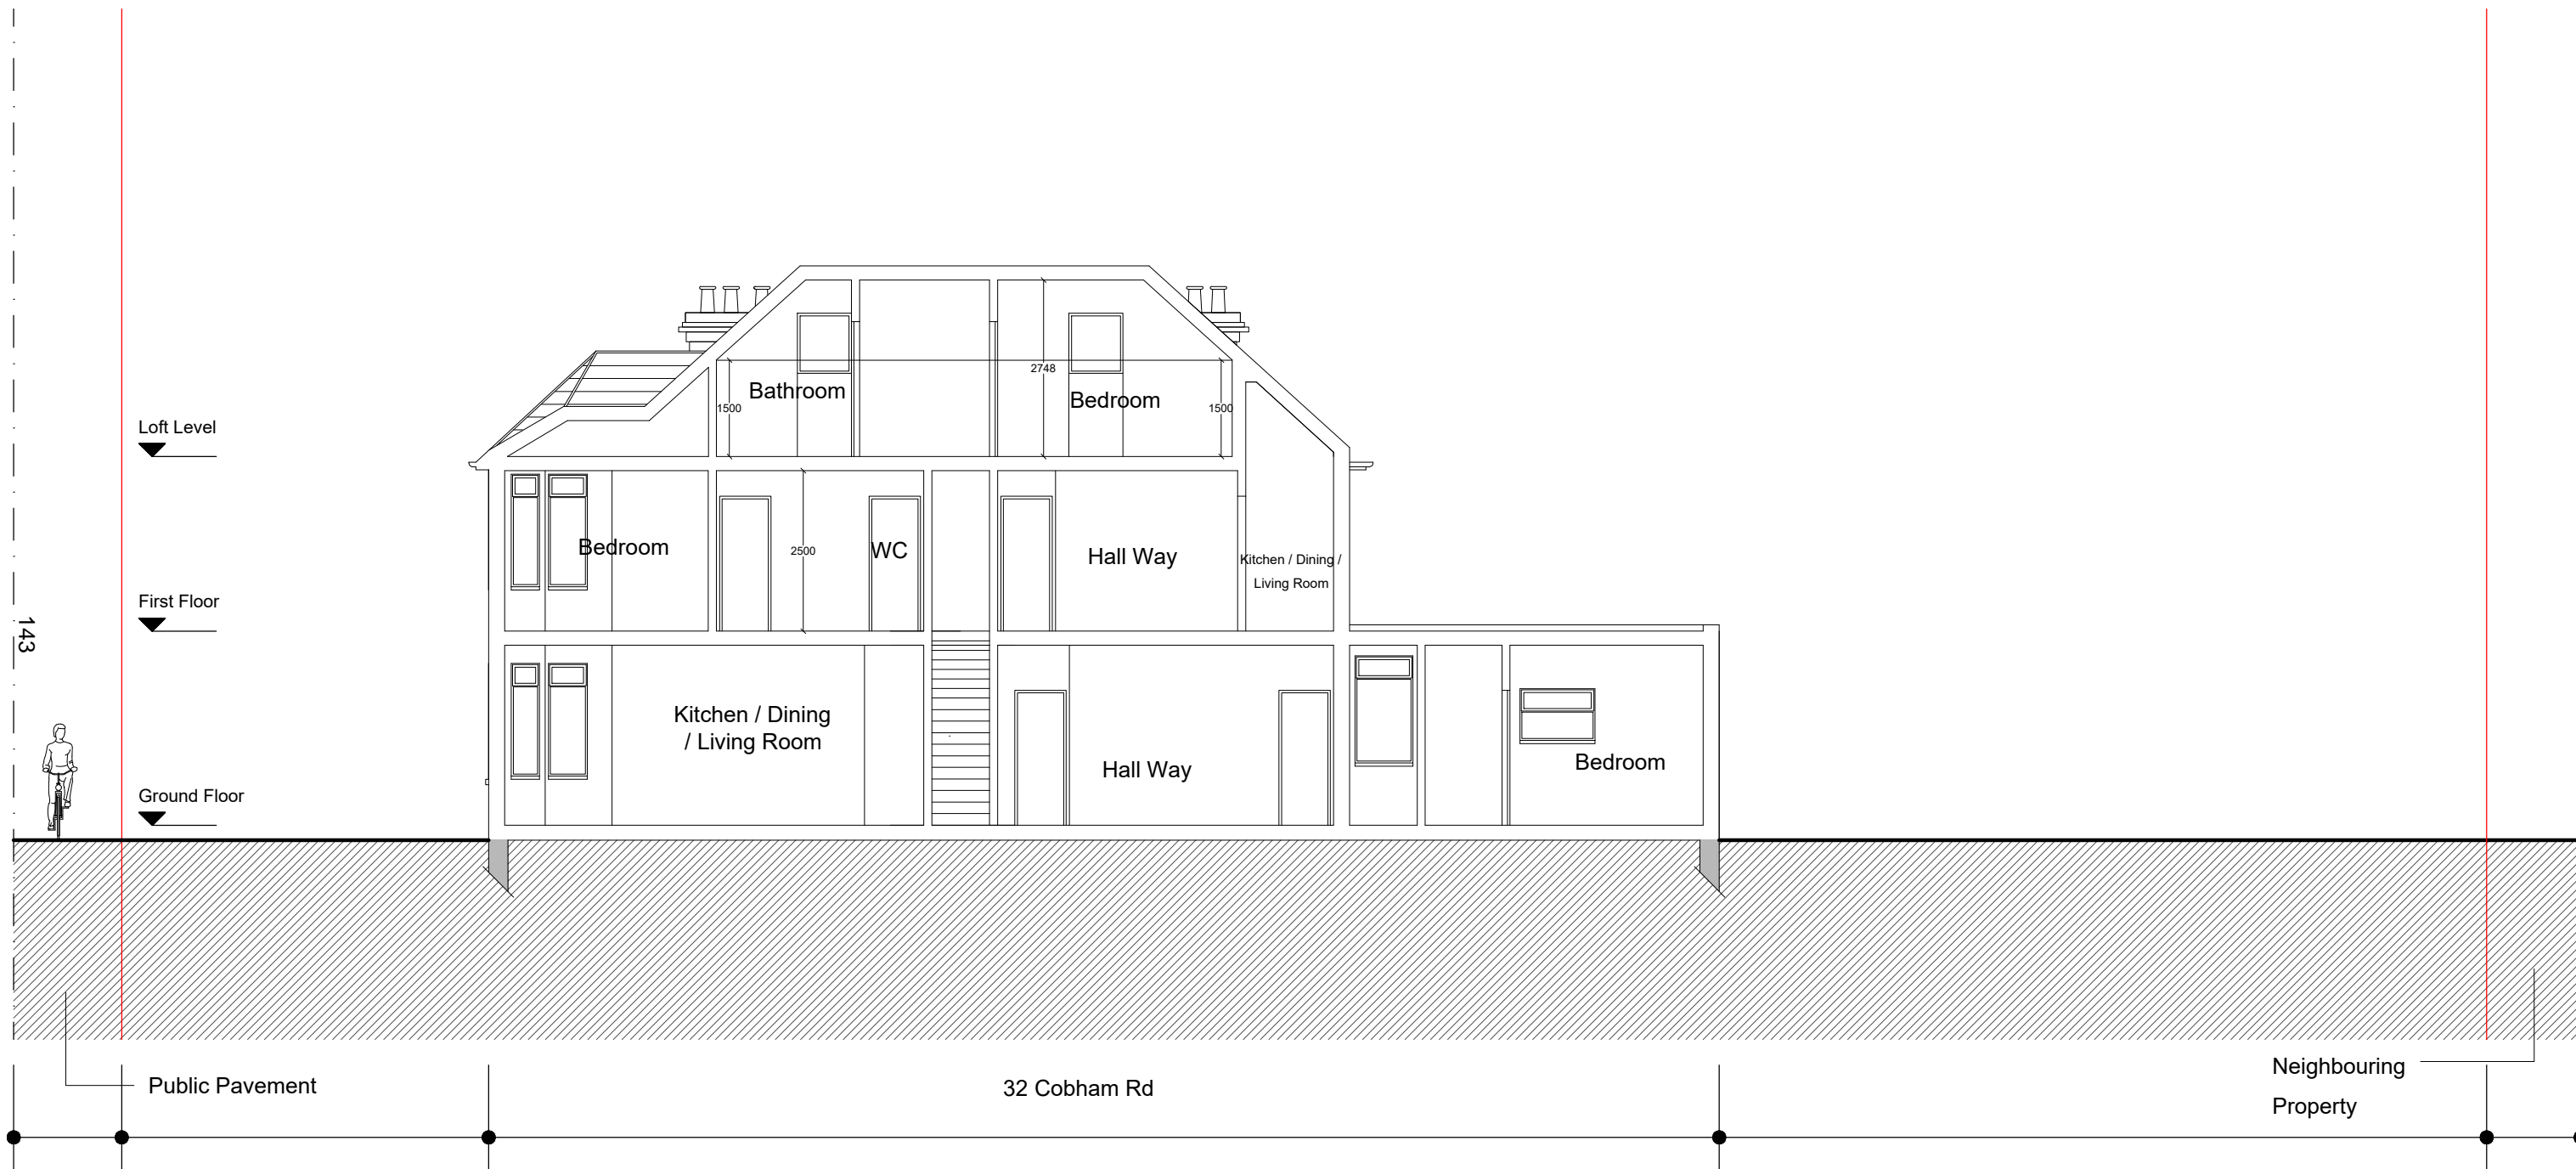 Loft Level
First Floor
Ground Floor
143
Bathroom
1500
2748
Bedroom
1500
Bedroom
2500
WC
Hall Way
Kitchen / Dining /
Living Room
Kitchen / Dining
/ Living Room
Hall Way
Bedroom
Public Pavement
32 Cobham Rd
Neighbouring
Property